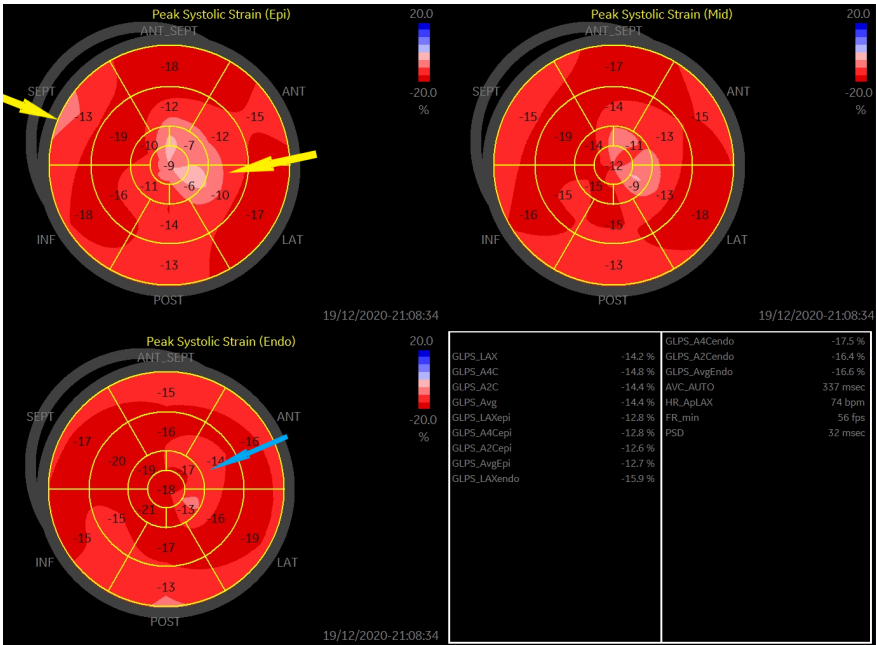 Peak Systolic Strain (Epi)
20.0
ANT_SEPT
-18
SEPT
ANT
-20.0
%
-13
-12
-15
-19
-12
-10
-7
-9
-11
-6
-16
-10
-18
-14
-17
INF
LAT
-13
POST
19/12/2020-21:08:34
Peak Systolic Strain (Mid)
20.0
ANT_SEPT
-17
SEPT
ANT
-20.0
%
-15
-14
-13
14
-11
-12
-15
-9
-15
-13
-16
-15
INF
LAT
-13
POST
19/12/2020-21:08:34
Peak Systolic Strain (Endo)
20.0
ANT_SEPT
-15
SEPT
ANT
-20.0
%
-17
-16
-16
-20
-14
-19
-17
-18
-21
-13
-15
-16
-15
-17
-19
INF
LAT
-13
POST
19/12/2020-21:08:34
GLPS_LAX -14.2 %
GLPS_A4C -14.8 %
GLPS_A2C -14.4 %
GLPS_Avg -14.4 %
GLPS_LAXepi -12.8 %
GLPS_A4Cepi -12.8 %
GLPS_A2Cepi -12.6 %
GLPS_AvgEpi -12.7 %
GLPS_LAXendo -15.9 %
GLPS_A4Cendo -17.5 %
GLPS_A2Cendo -16.4 %
GLPS_AvgEndo -16.6 %
AVC_AUTO 337 msec
HR_ApLAX 74 bpm
FR_min 56 fps
PSD 32 msec